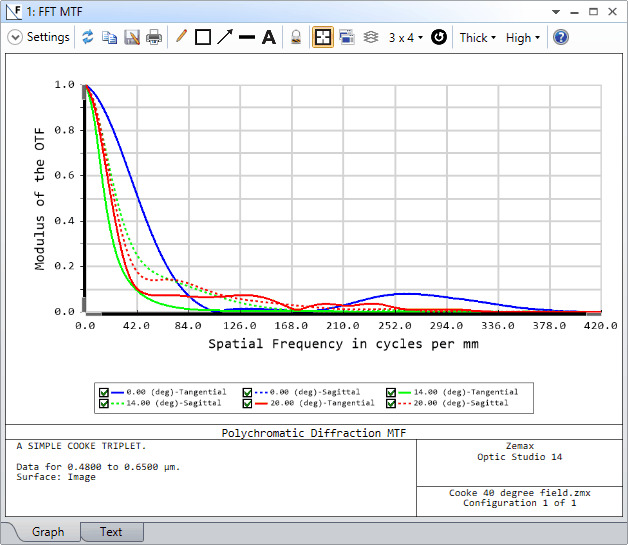 1: FFT MTF
Settings
A
3 x 4
Thick
High
?
Modulus of the OTF
1.0
0.8
0.6
0.4
0.2
0.0
0.0 42.0 84.0 126.0 168.0 210.0 252.0 294.0 336.0 378.0 420.0
Spatial Frequency in cycles per mm
0.00 (deg)-Tangential 0.00 (deg)-Sagittal 14.00 (deg)-Tangential
14.00 (deg)-Sagittal 20.00 (deg)-Tangential 20.00 (deg)-Sagittal
Polychromatic Diffraction MTF
A SIMPLE COOKE TRIPLET.
Data for 0.4800 to 0.6500 µm.
Surface: Image
Zemax
Optic Studio 14
Cooke 40 degree field.zmx
Configuration 1 of 1
Graph
Text